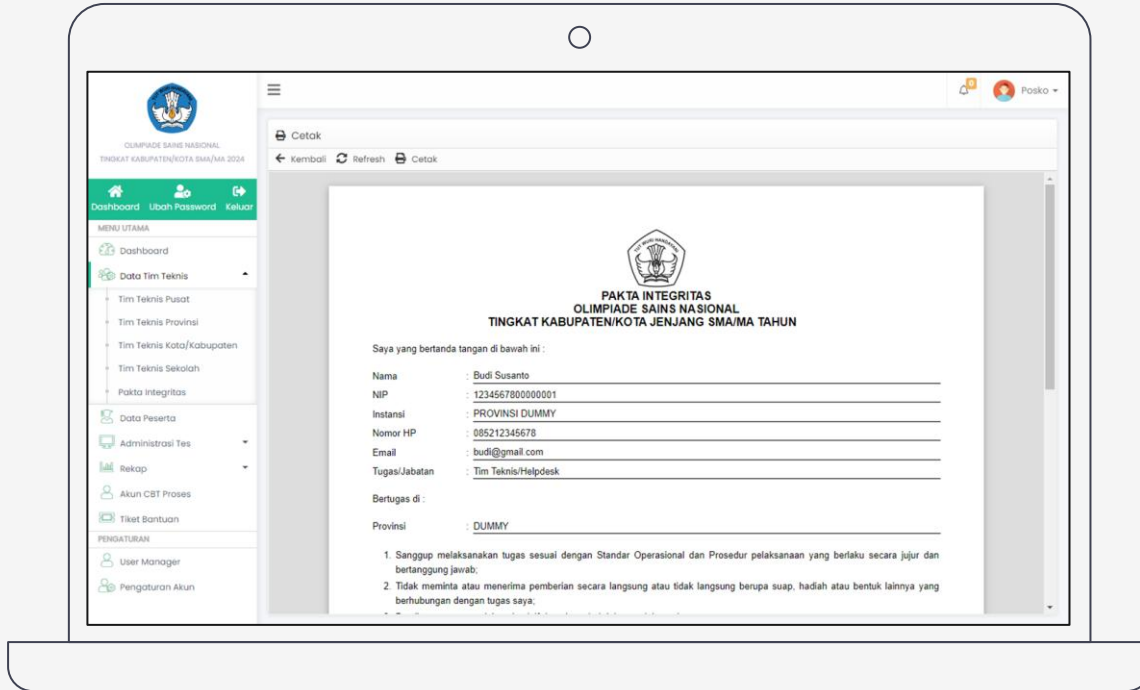 OLIMPIADE SAINS NASIONAL
TINGKAT KABUPATEN/KOTA SMA/MA 2024
Dashboard Ubah Password Keluar
MENU UTAMA
Dashboard
Data Tim Teknis
Tim Teknis Pusat
Tim Teknis Provinsi
Tim Teknis Kota/Kabupaten
Tim Teknis Sekolah
Pakta Integritas
Data Peserta
Administrasi Tes
Rekap
Akun CBT Proses
Tiket Bantuan
PENGATURAN
User Manager
Pengaturan Akun
Posko
Cetak
Kembali Refresh Cetak
TUT WURI HANDAYANI
PAKTA INTEGRITAS
OLIMPIADE SAINS NASIONAL
TINGKAT KABUPATEN/KOTA JENJANG SMA/MA TAHUN
Saya yang bertanda tangan di bawah ini :
Nama : Budi Susanto
NIP : 1234567800000001
Instansi : PROVINSI DUMMY
Nomor HP : 085212345678
Email : budi@gmail.com
Tugas/Jabatan : Tim Teknis/Helpdesk
Bertugas di :
Provinsi : DUMMY
1. Sanggup melaksanakan tugas sesuai dengan Standar Operasional dan Prosedur pelaksanaan yang berlaku secara jujur dan
bertanggung jawab;
2. Tidak meminta atau menerima pemberian secara langsung atau tidak langsung berupa suap, hadiah atau bentuk lainnya yang
berhubungan dengan tugas saya;